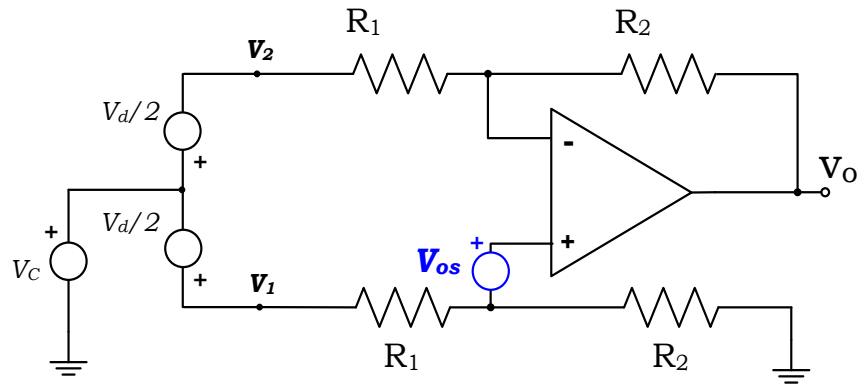 R1
R2
V2
Vd/2
+
-
+
Vd/2
VC
+
+
V1
Vos
+
vo
R1
R2